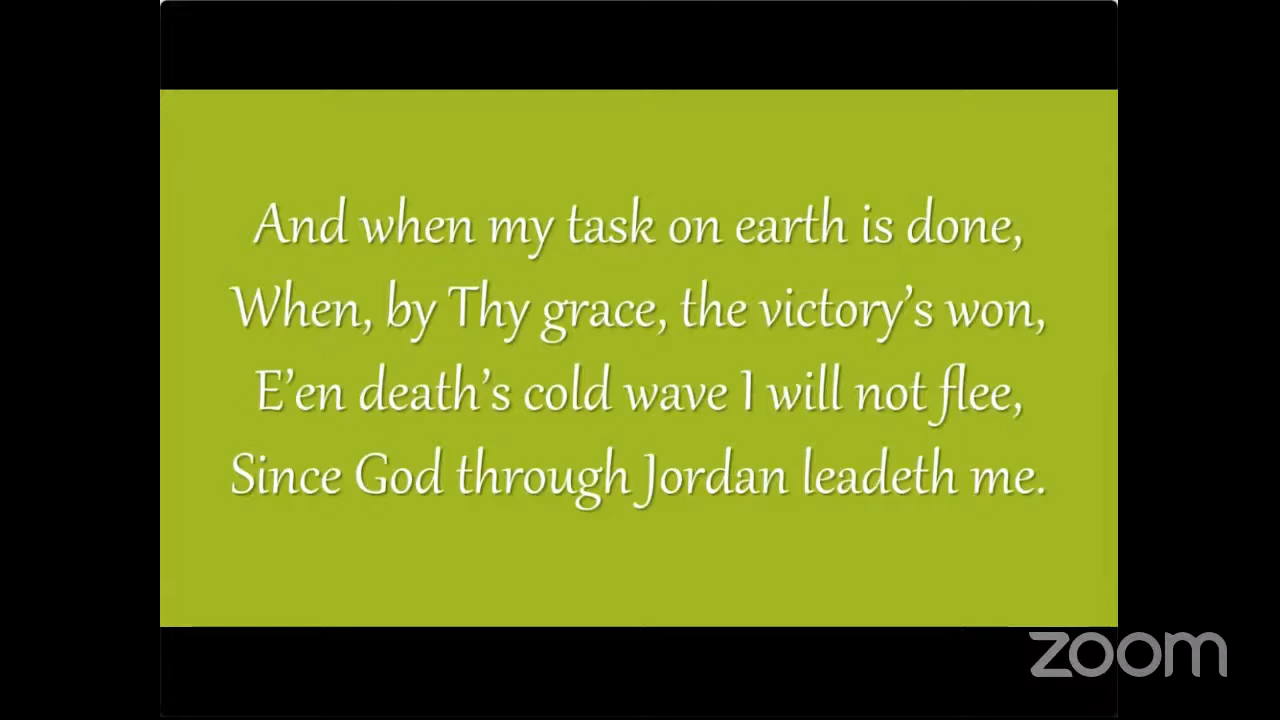 And when my task on earth is done,
When, by Thy grace, the victory’s won,
E’en death’s cold wave I will not flee,
Since God through Jordan leadeth me.
zoom